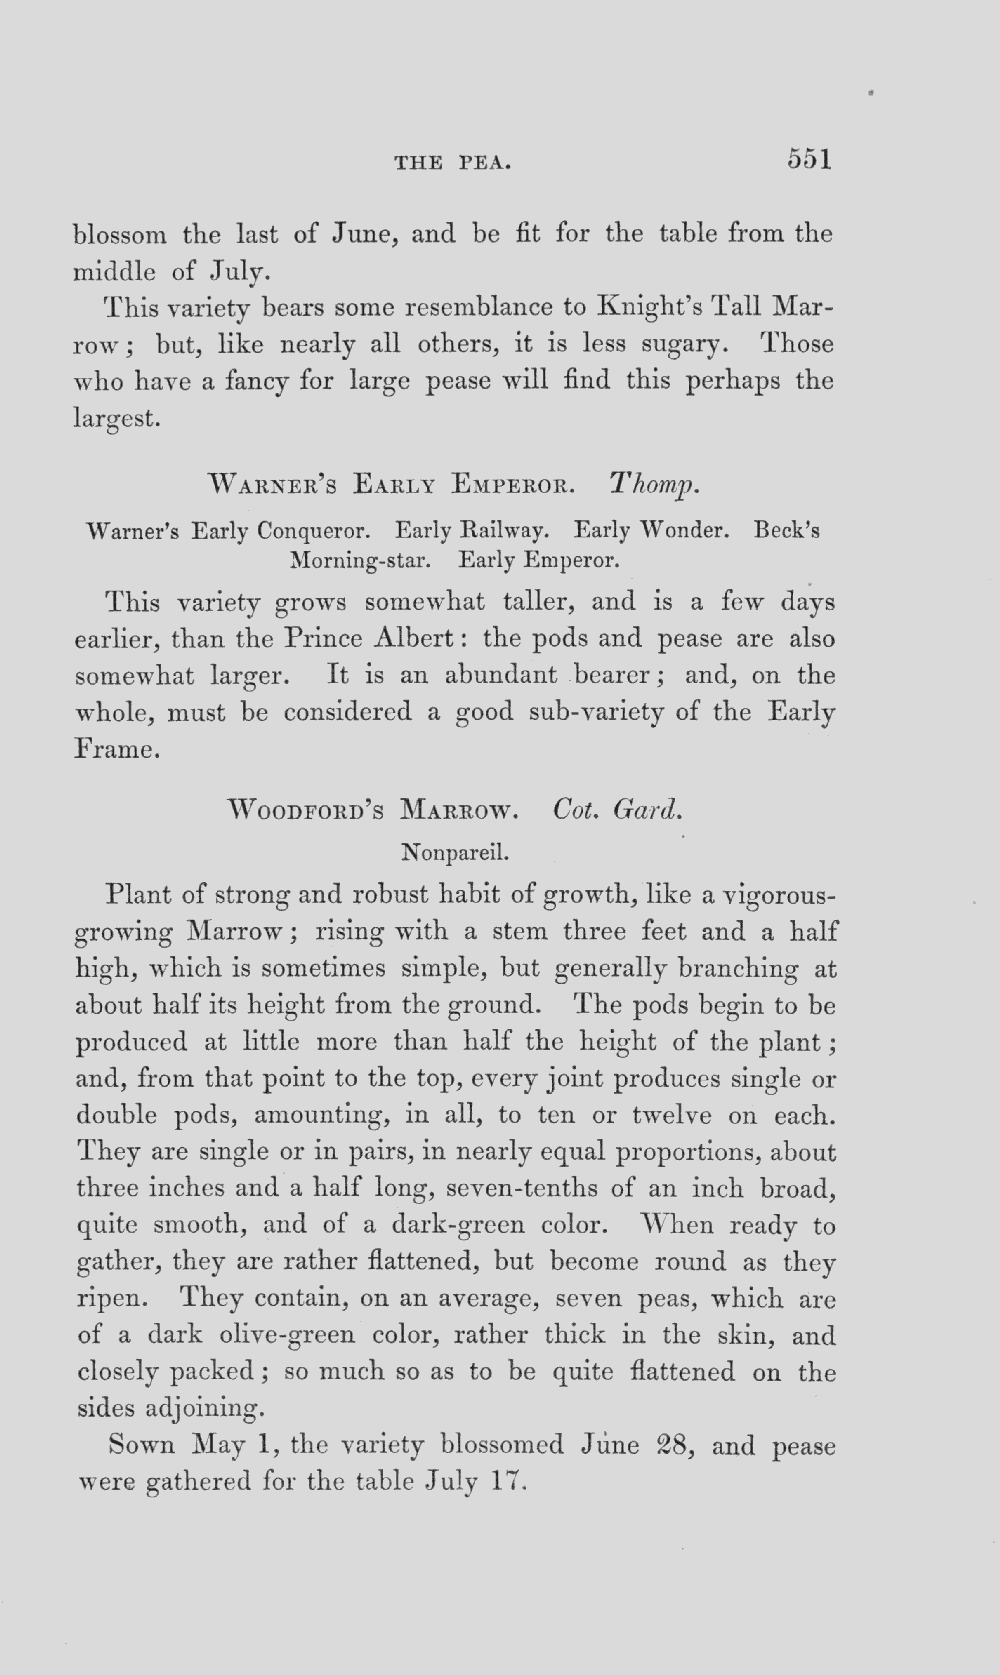 THE PEA. 551
blossom the last of June, and be fit for the table from the
middle of July.
This variety bears some resemblance to Knight's Tall Mar-
row; but, like nearly all others, it is less sugary. Those
who have a fancy for large pease will find this perhaps the
largest.
WARNER'S EARLY EMPEROR. Thomp.
Warner's Early Conqueror. Early Railway. Early Wonder. Beck's
Morning-star. Early Emperor.
This variety grows somewhat taller, and is a few days
earlier, than the Prince Albert: the pods and pease are also
somewhat larger. It is an abundant bearer; and, on the
whole, must be considered a good sub-variety of the Early
Frame.
WOODFORD'S MARROW. Cot. Gard.
Nonpareil.
Plant of strong and robust habit of growth, like a vigorous-
growing Marrow; rising with a stem three feet and a half
high, which is sometimes simple, but generally branching at
about half its height from the ground. The pods begin to be
produced at little more than half the height of the plant;
and, from that point to the top, every joint produces single or
double pods, amounting, in all, to ten or twelve on each.
They are single or in pairs, in nearly equal proportions, about
three inches and a half long, seven-tenths of an inch broad,
quite smooth, and of a dark-green color. When ready to
gather, they are rather flattened, but become round as they
ripen. They contain, on an average, seven peas, which are
of a dark olive-green color, rather thick in the skin, and
closely packed; so much so as to be quite flattened on the
sides adjoining.
Sown May 1, the variety blossomed June 28, and pease
were gathered for the table July 17.